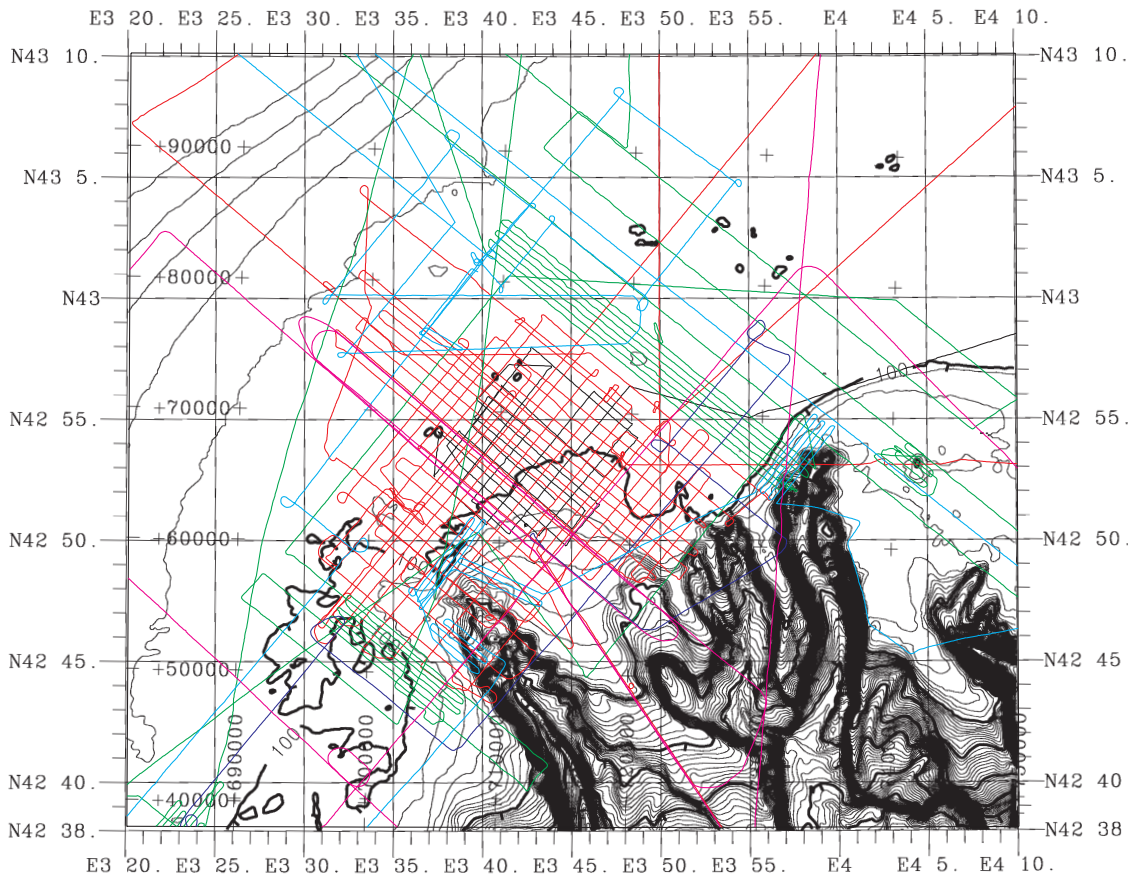 E3 20. E3 25. E3 30. E3 35. E3 40. E3 45. E3 50. E3 55. E4 E4 5. E4 10.
N43 10. N43 10.
+90000+
N43 5. N43 5.
+80000+
N43 N43
100
+70000+
N42 55. N42 55.
+60000+
N42 50. N42 50.
+50000+
N42 45. N42 45
100
+690000
+710000
N42 40. N42 40
+40000+
N42 38. N42 38
E3 20. E3 25. E3 30. E3 35. E3 40. E3 45. E3 50. E3 55. E4 E4 5. E4 10.